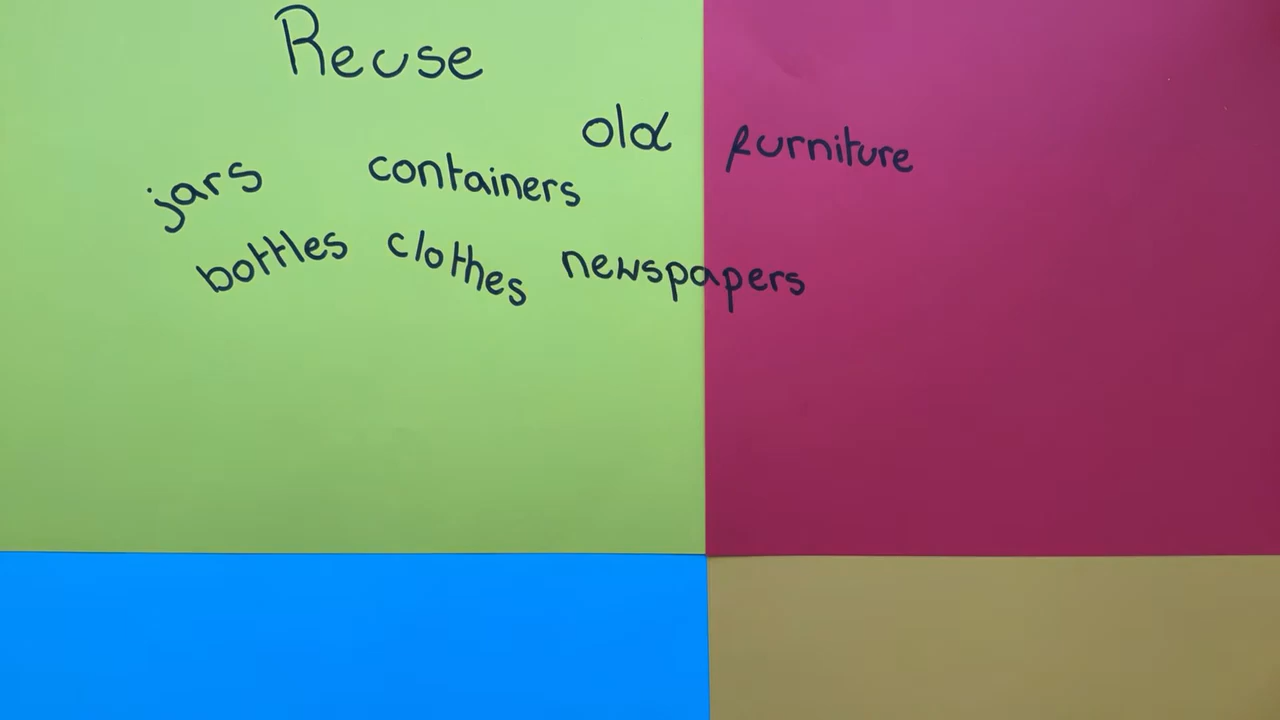 Reuse
old furniture
jars containers
bottles clothes newspapers